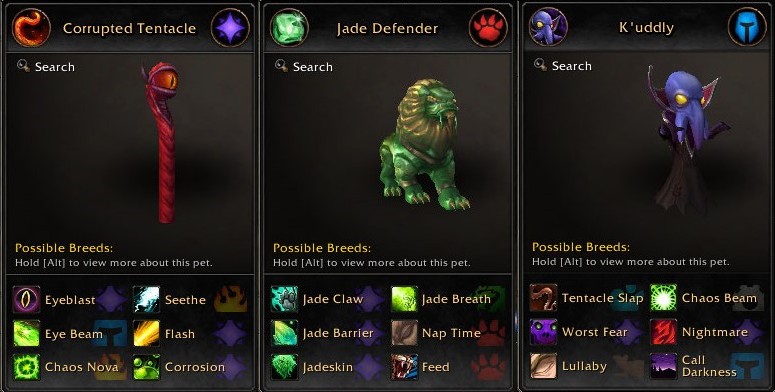 Corrupted Tentacle
Search
Possible Breeds:
Hold [Alt] to view more about this pet.
Eyeblast
Seethe
Eye Beam
Flash
Chaos Nova
Corrosion
Jade Defender
Search
Possible Breeds:
Hold [Alt] to view more about this pet.
Jade Claw
Jade Breath
Jade Barrier
Nap Time
Jadeskin
Feed
K'uddly
Search
Possible Breeds:
Hold [Alt] to view more about this pet.
Tentacle Slap
Chaos Beam
Worst Fear
Nightmare
Lullaby
Call
Darkness